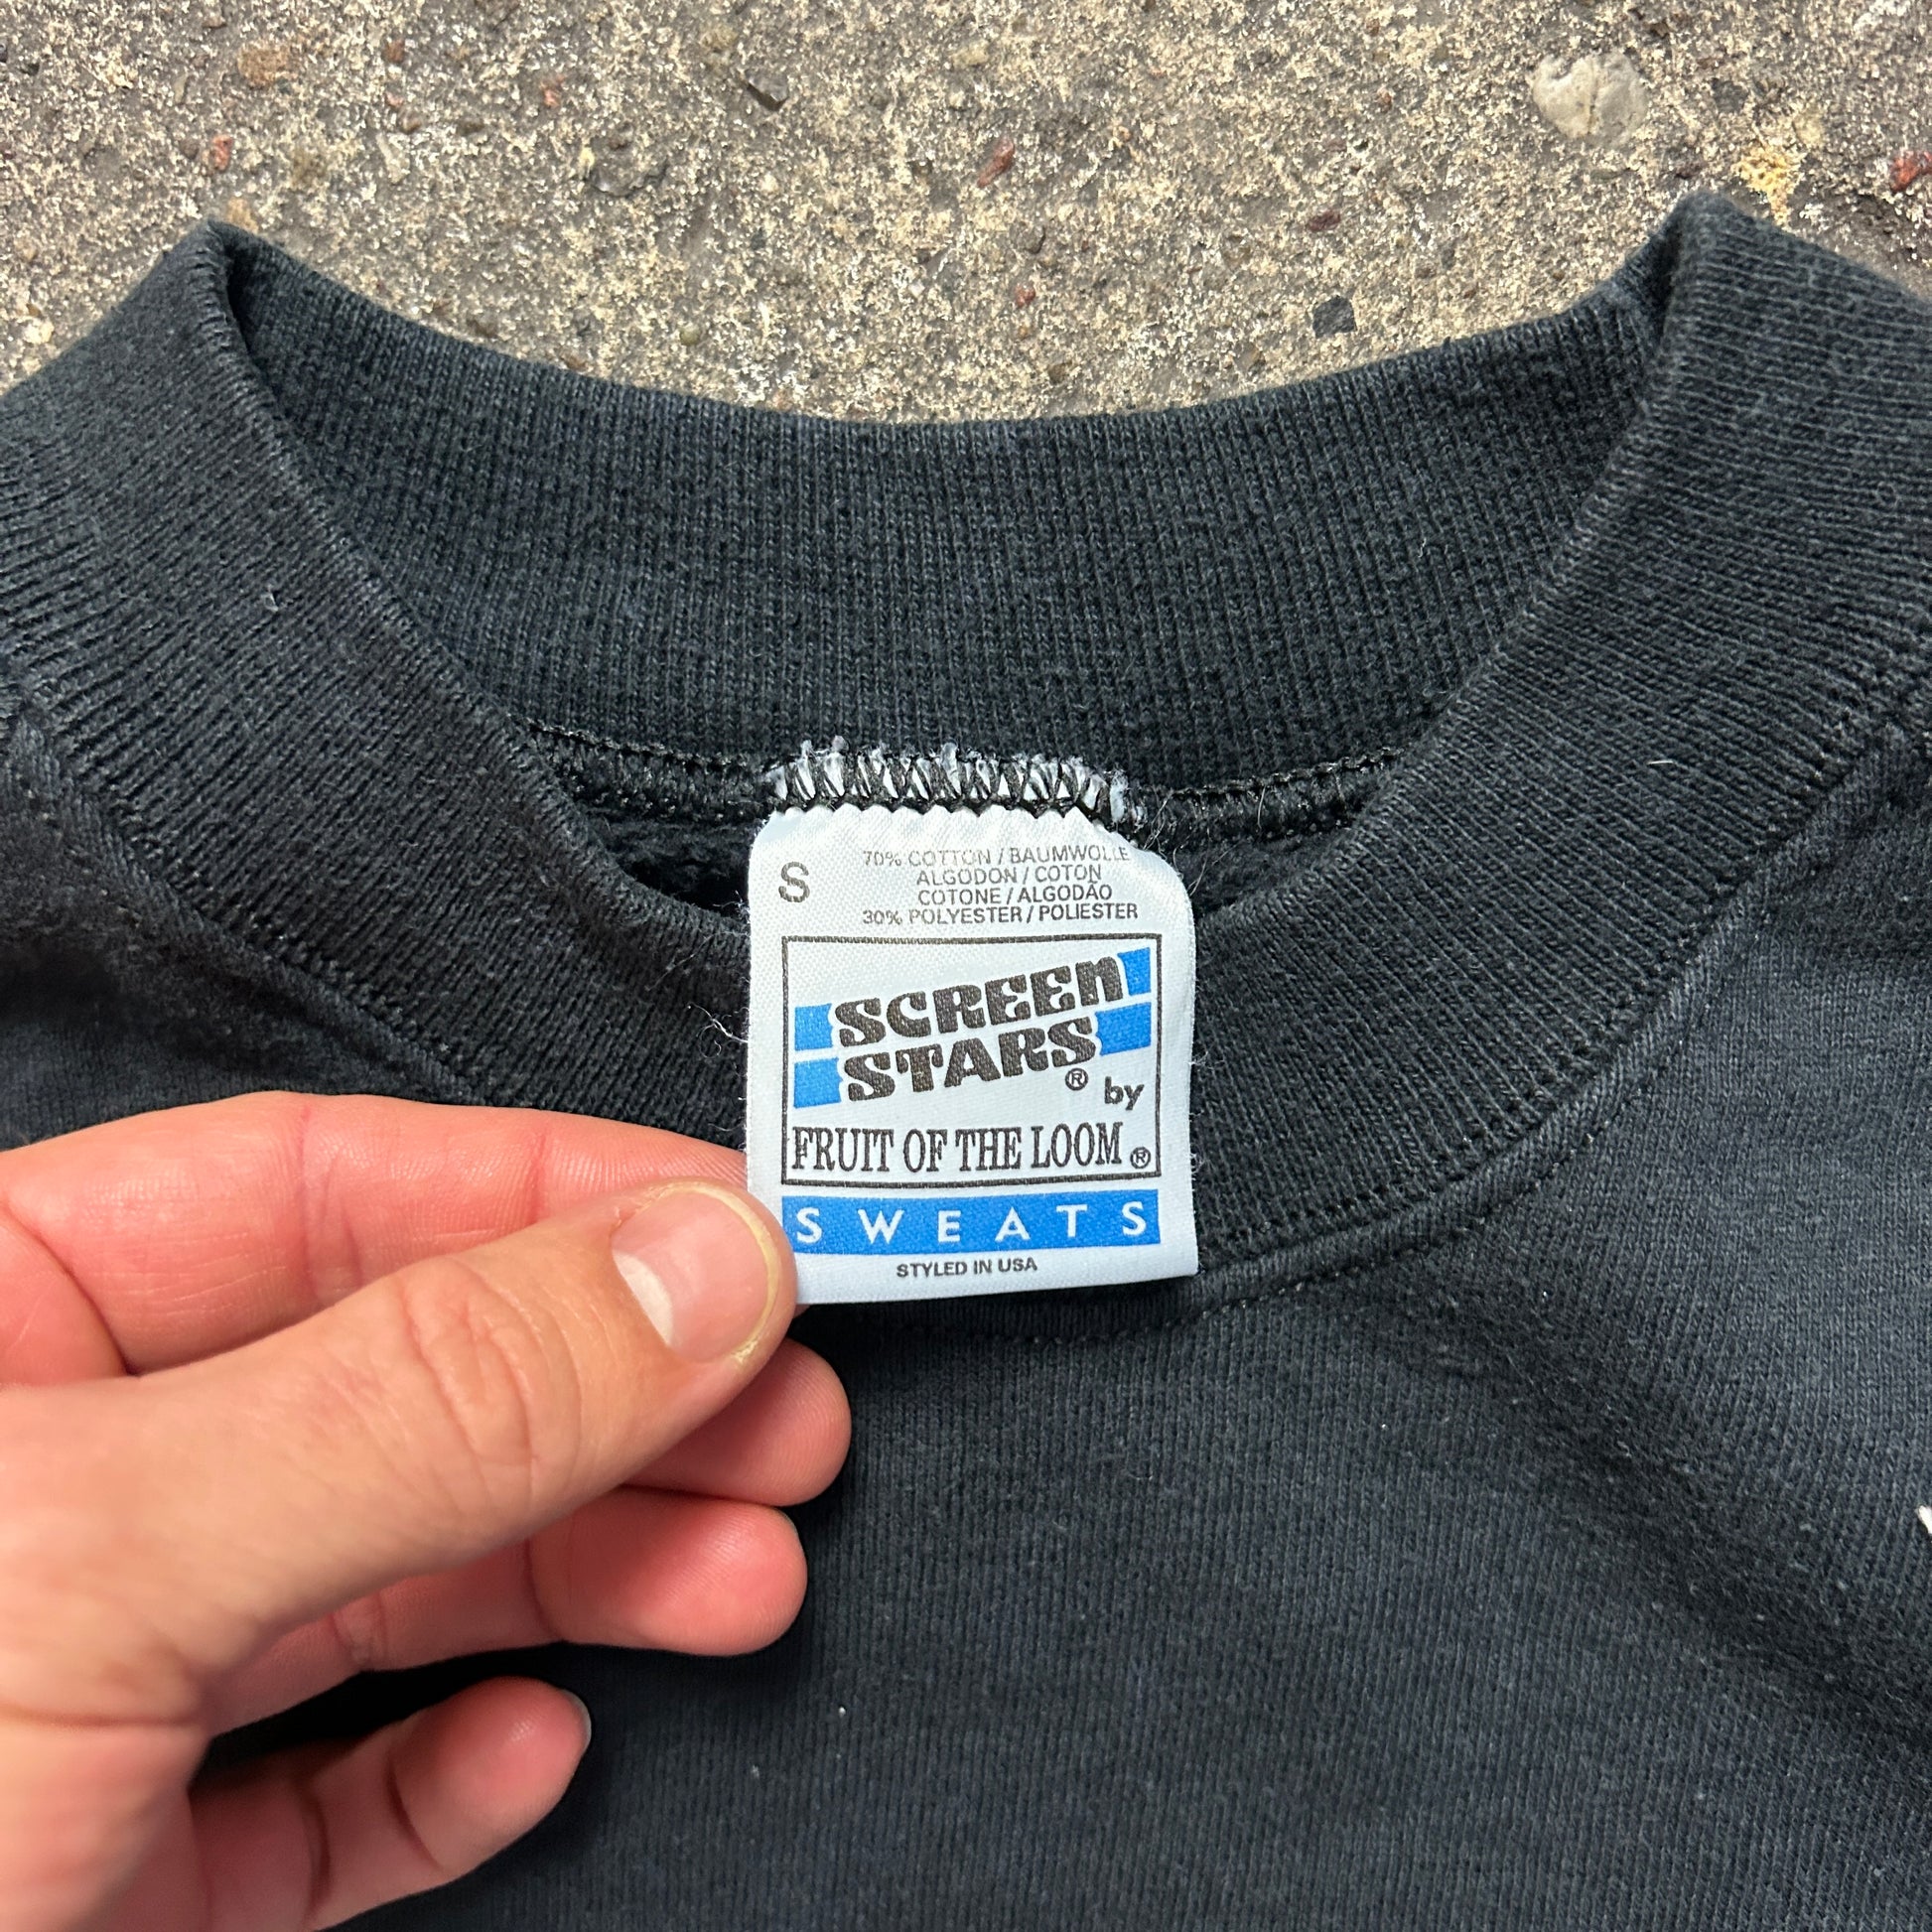 S
70% COTTON / BAUMWOLLE
ALGODON / COTON
COTONE / ALGODÃO
30% POLYESTER / POLIESTER
SCREEN
STARS® by
FRUIT OF THE LOOM®
SWEATS
STYLED IN USA